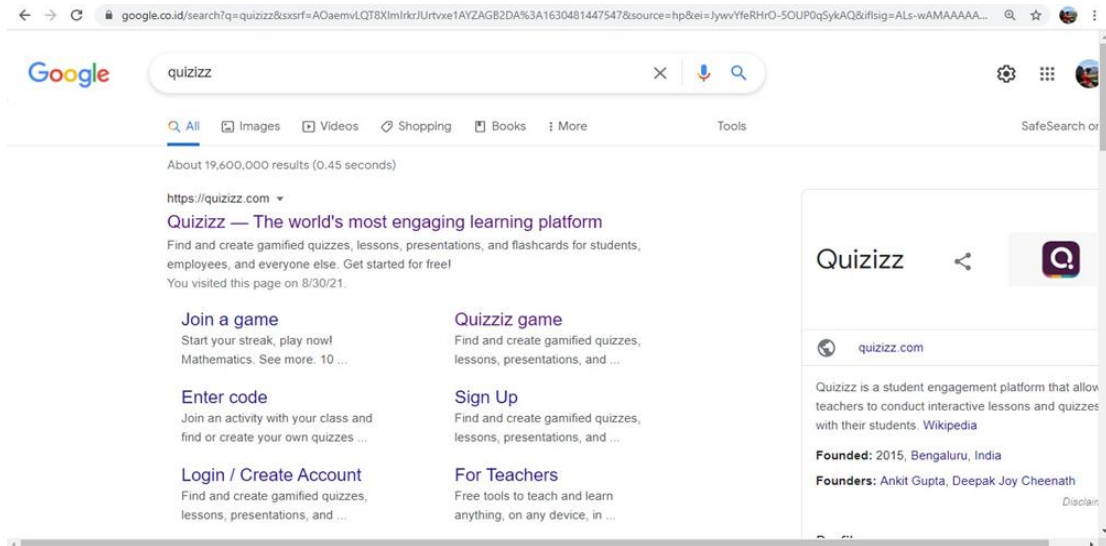 google.co.id/search?q=quizizz&sxsrf=AOaemvLQT8XlmIrkrJUrtvxe1AYZAGB2DA%3A1630481447547&source=hp&ei=JywvYfeRHrO-5OUP0qSykAQ&iflsig=ALs-wAMAAAAA...
Google
quizizz
All Images Videos Shopping Books More Tools SafeSearch on
About 19,600,000 results (0.45 seconds)
https://quizizz.com
Quizizz — The world's most engaging learning platform
Find and create gamified quizzes, lessons, presentations, and flashcards for students,
employees, and everyone else. Get started for free!
You visited this page on 8/30/21.
Join a game
Start your streak, play now!
Mathematics. See more. 10 ...
Quizziz game
Find and create gamified quizzes,
lessons, presentations, and ...
Enter code
Join an activity with your class and
find or create your own quizzes ...
Sign Up
Find and create gamified quizzes,
lessons, presentations, and ...
Login / Create Account
Find and create gamified quizzes,
lessons, presentations, and ...
For Teachers
Free tools to teach and learn
anything, on any device, in ...
Quizizz
Q
quizizz.com
Quizizz is a student engagement platform that allow
teachers to conduct interactive lessons and quizzes
with their students. Wikipedia
Founded: 2015, Bengaluru, India
Founders: Ankit Gupta, Deepak Joy Cheenath
Disclaim